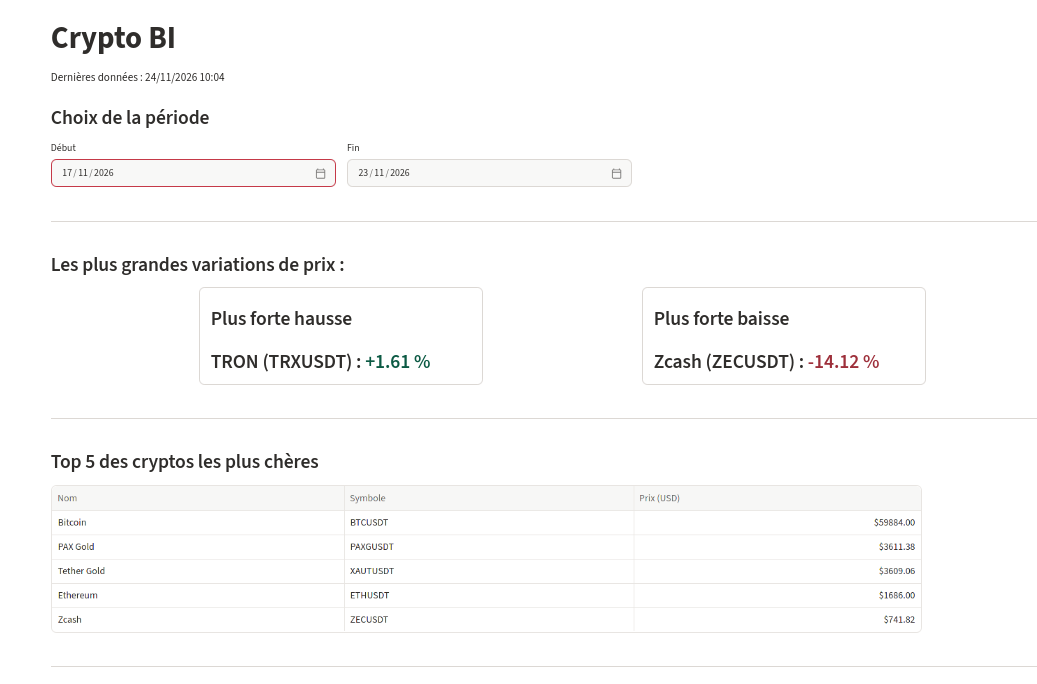 Crypto BI
Dernières données : 24/11/2026 10:04
Choix de la période
Début Fin
17/11/2026 23/11/2026
Les plus grandes variations de prix :
Plus forte hausse Plus forte baisse
TRON (TRXUSDT) : +1.61 % Zcash (ZECUSDT) : -14.12 %
Top 5 des cryptos les plus chères
Nom Symbole Prix (USD)
Bitcoin BTCUSDT $59884.00
PAX Gold PAXGUSDT $3611.38
Tether Gold XAUTUSDT $3609.06
Ethereum ETHUSDT $1686.00
Zcash ZECUSDT $741.82